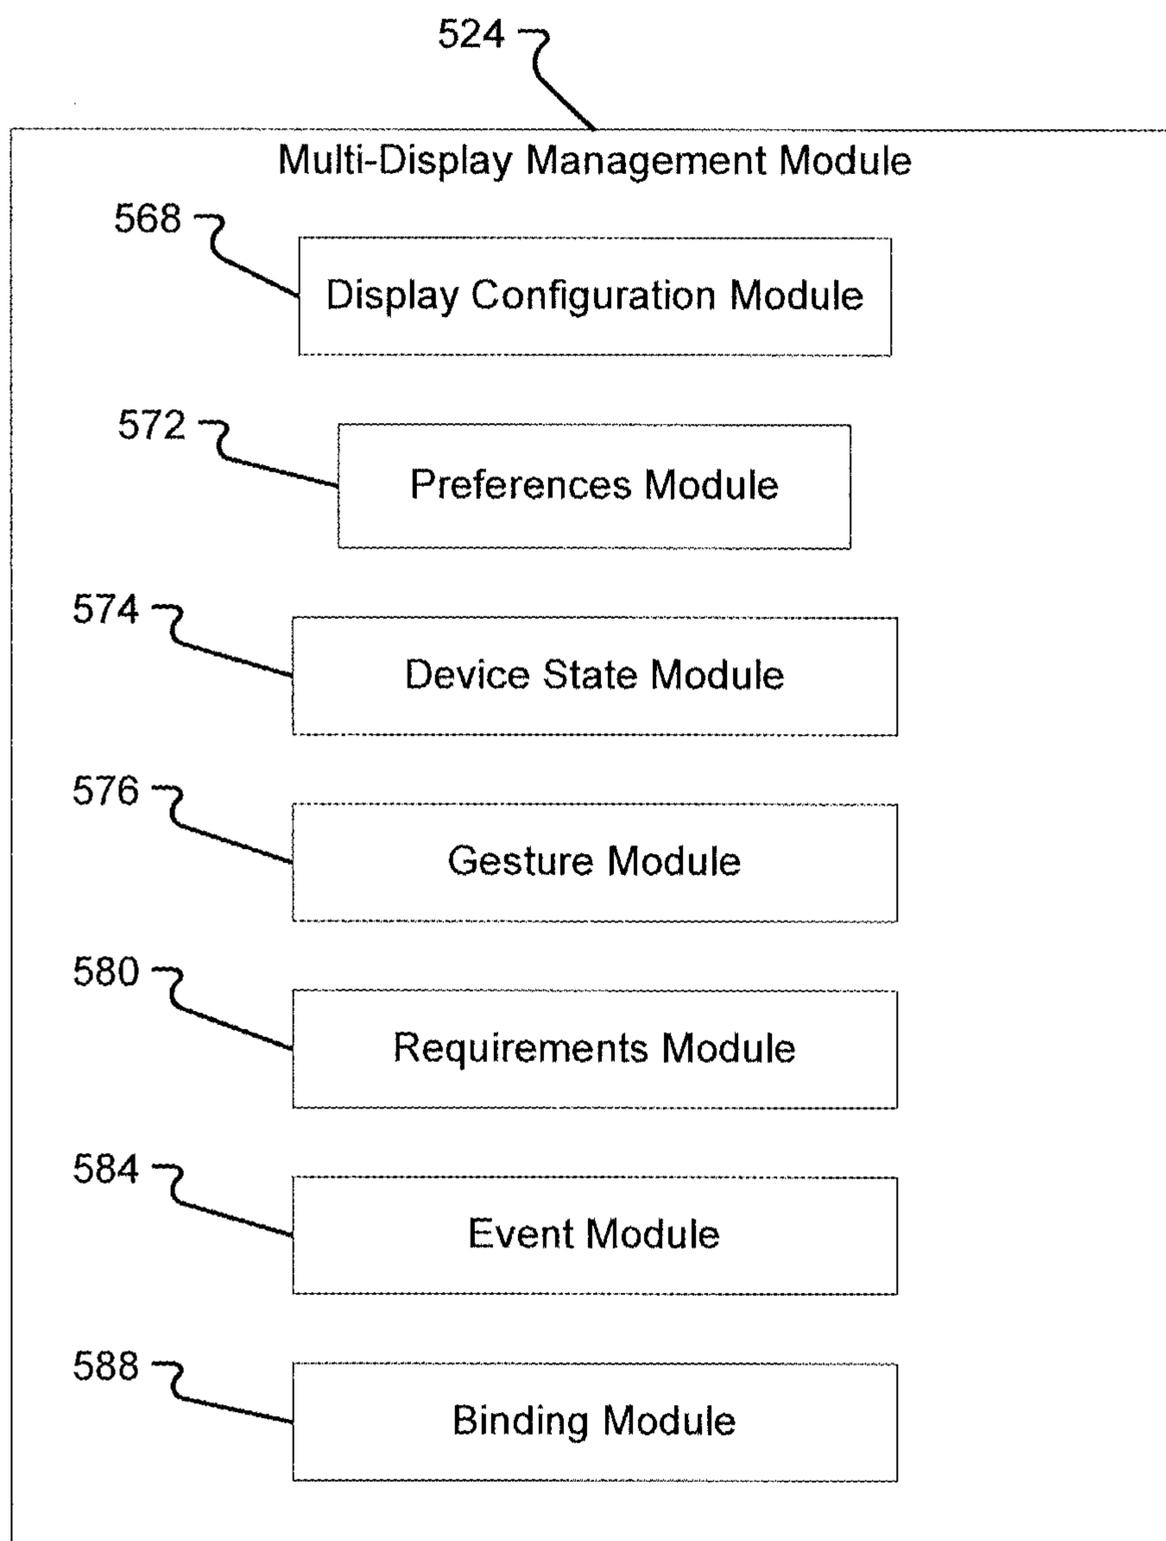 524
Multi-Display Management Module
568
Display Configuration Module
572
Preferences Module
574
Device State Module
576
Gesture Module
580
Requirements Module
584
Event Module
588
Binding Module